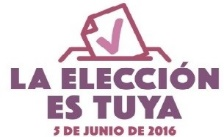 LA ELECCIÓN
ES TUYA
5 DE JUNIO DE 2016